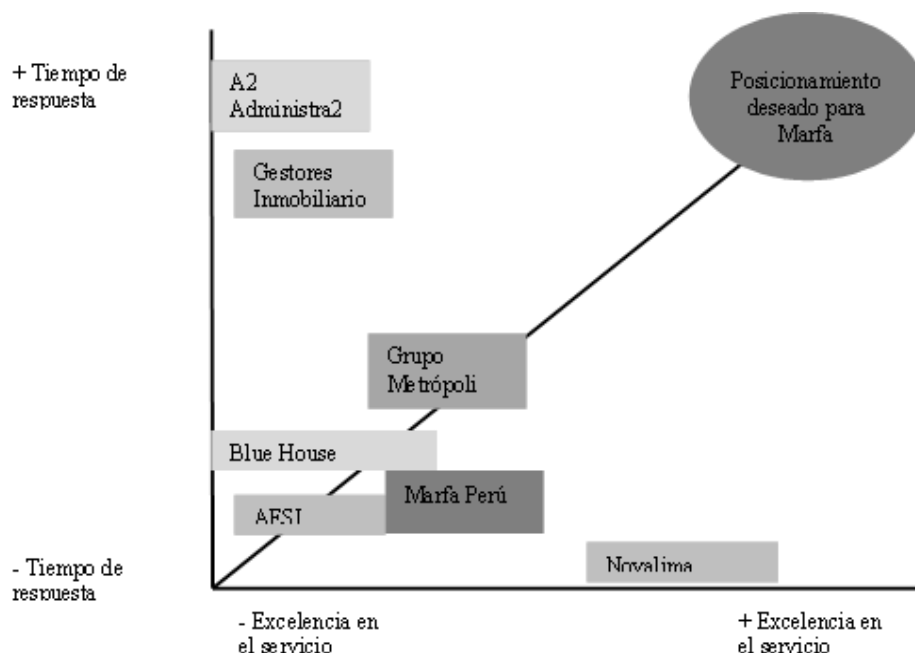 + Tiempo de
respuesta
A2
Administra2
Posicionamiento
deseado para
Marfa
Gestores
Inmobiliario
Grupo
Metrópoli
Blue House
Marfa Perú
AESI
Novalima
- Tiempo de
respuesta
- Excelencia en
el servicio
+ Excelencia en
el servicio